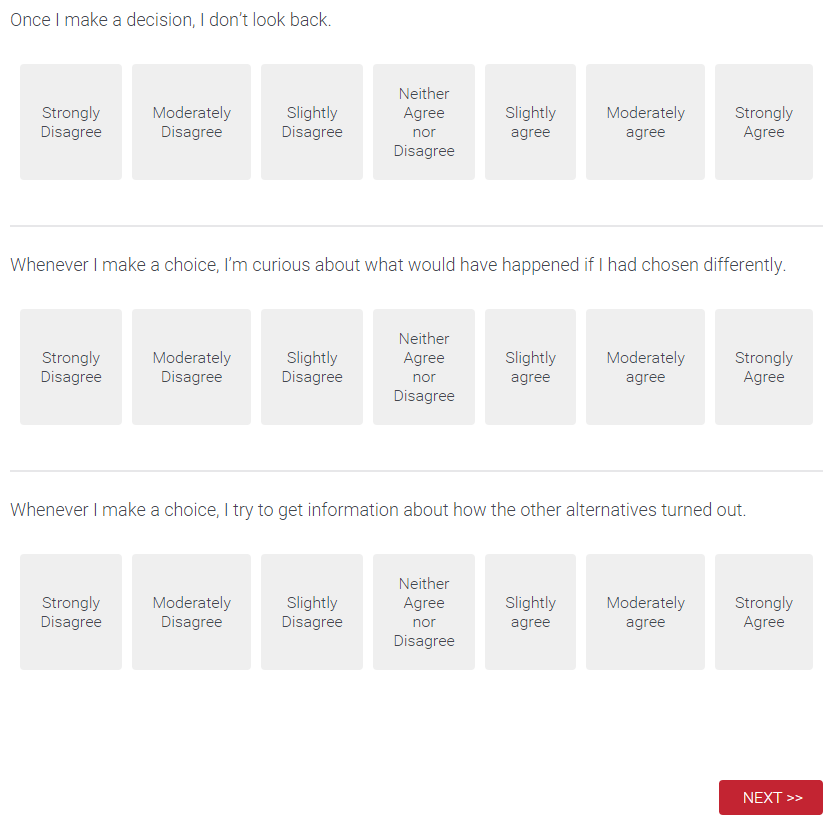 Once I make a decision, I don't look back.
Strongly
Disagree
Moderately
Disagree
Slightly
Disagree
Neither
Agree
nor
Disagree
Slightly
agree
Moderately
agree
Strongly
Agree
Whenever I make a choice, I’m curious about what would have happened if I had chosen differently.
Strongly
Disagree
Moderately
Disagree
Slightly
Disagree
Neither
Agree
nor
Disagree
Slightly
agree
Moderately
agree
Strongly
Agree
Whenever I make a choice, I try to get information about how the other alternatives turned out.
Strongly
Disagree
Moderately
Disagree
Slightly
Disagree
Neither
Agree
nor
Disagree
Slightly
agree
Moderately
agree
Strongly
Agree
NEXT >>